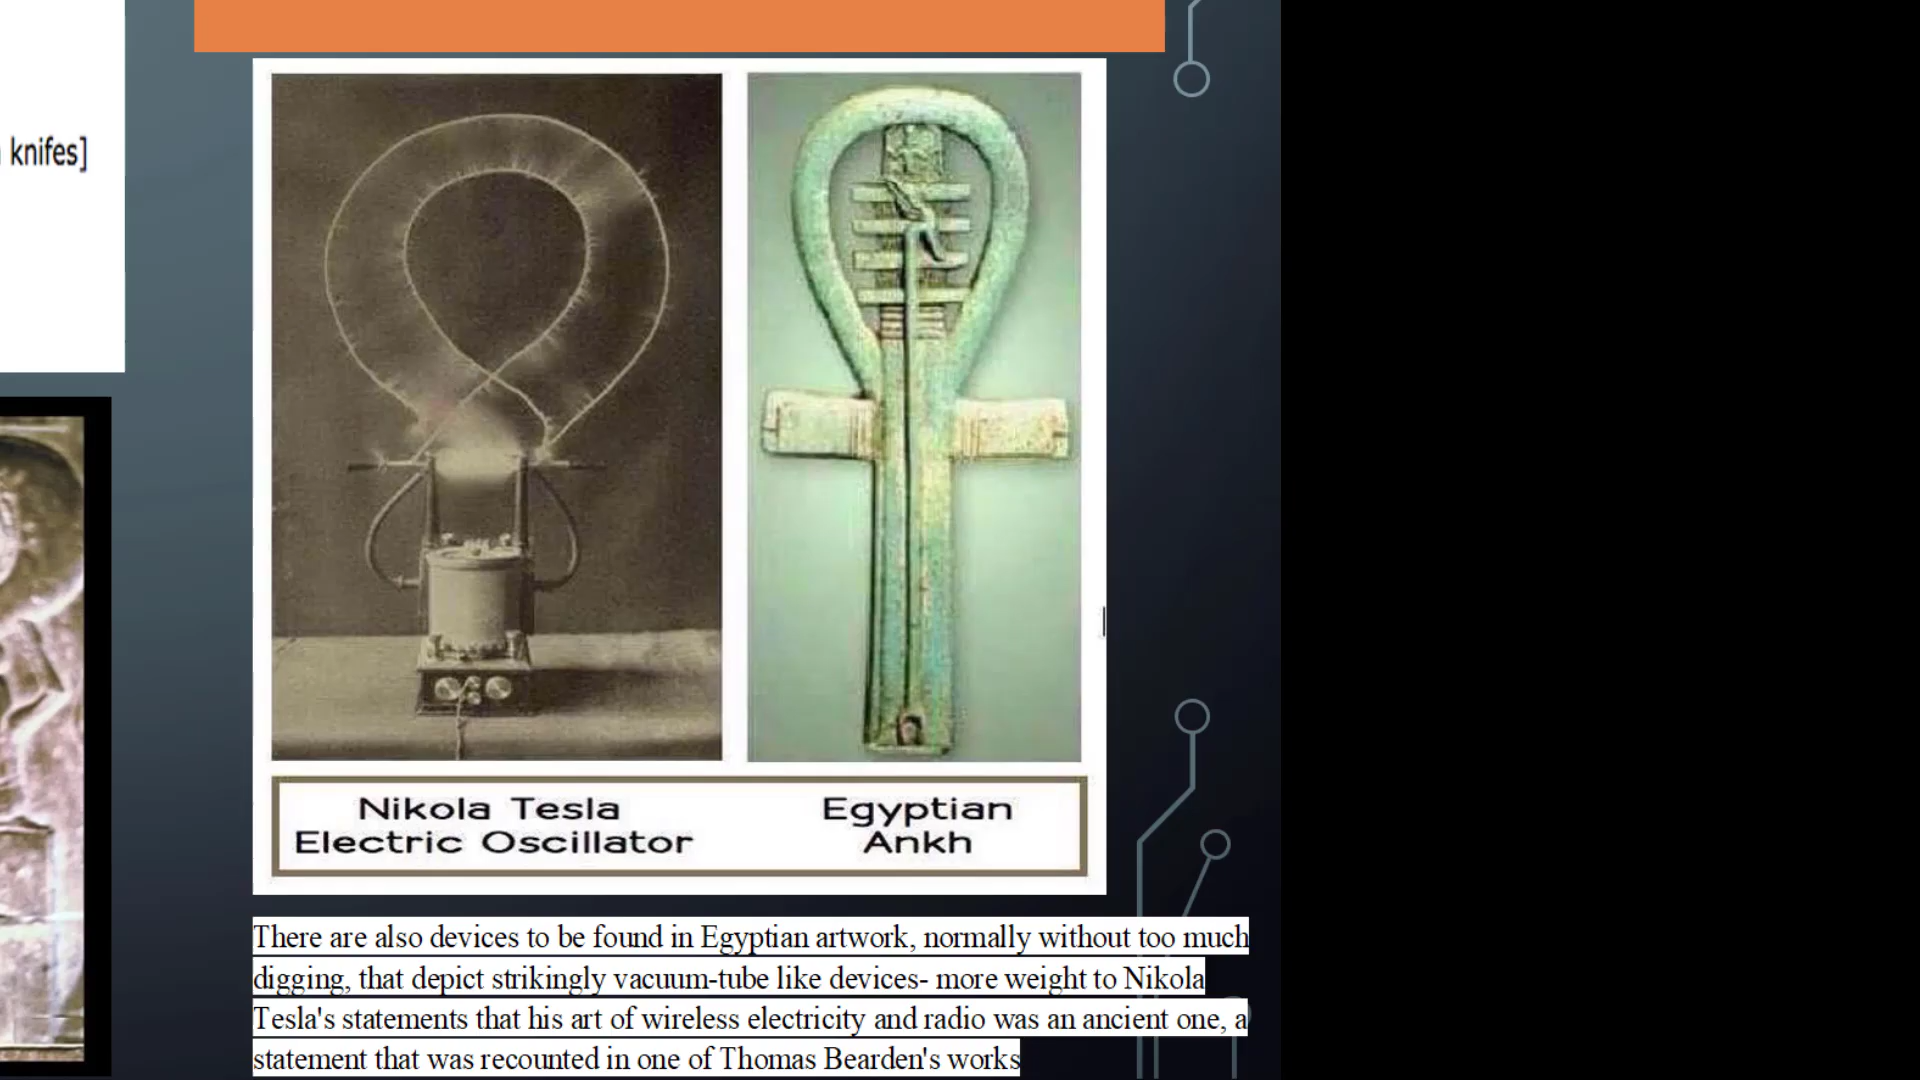 knifes]
Nikola Tesla
Electric Oscillator
Egyptian
Ankh
There are also devices to be found in Egyptian artwork, normally without too much
digging, that depict strikingly vacuum-tube like devices- more weight to Nikola
Tesla's statements that his art of wireless electricity and radio was an ancient one, a
statement that was recounted in one of Thomas Bearden's works